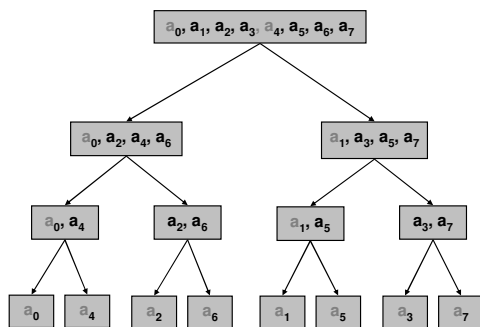 a₀, a₁, a₂, a₃, a₄, a₅, a₆, a₇
a₀, a₂, a₄, a₆
a₁, a₃, a₅, a₇
a₀, a₄
a₂, a₆
a₁, a₅
a₃, a₇
a₀
a₄
a₂
a₆
a₁
a₅
a₃
a₇